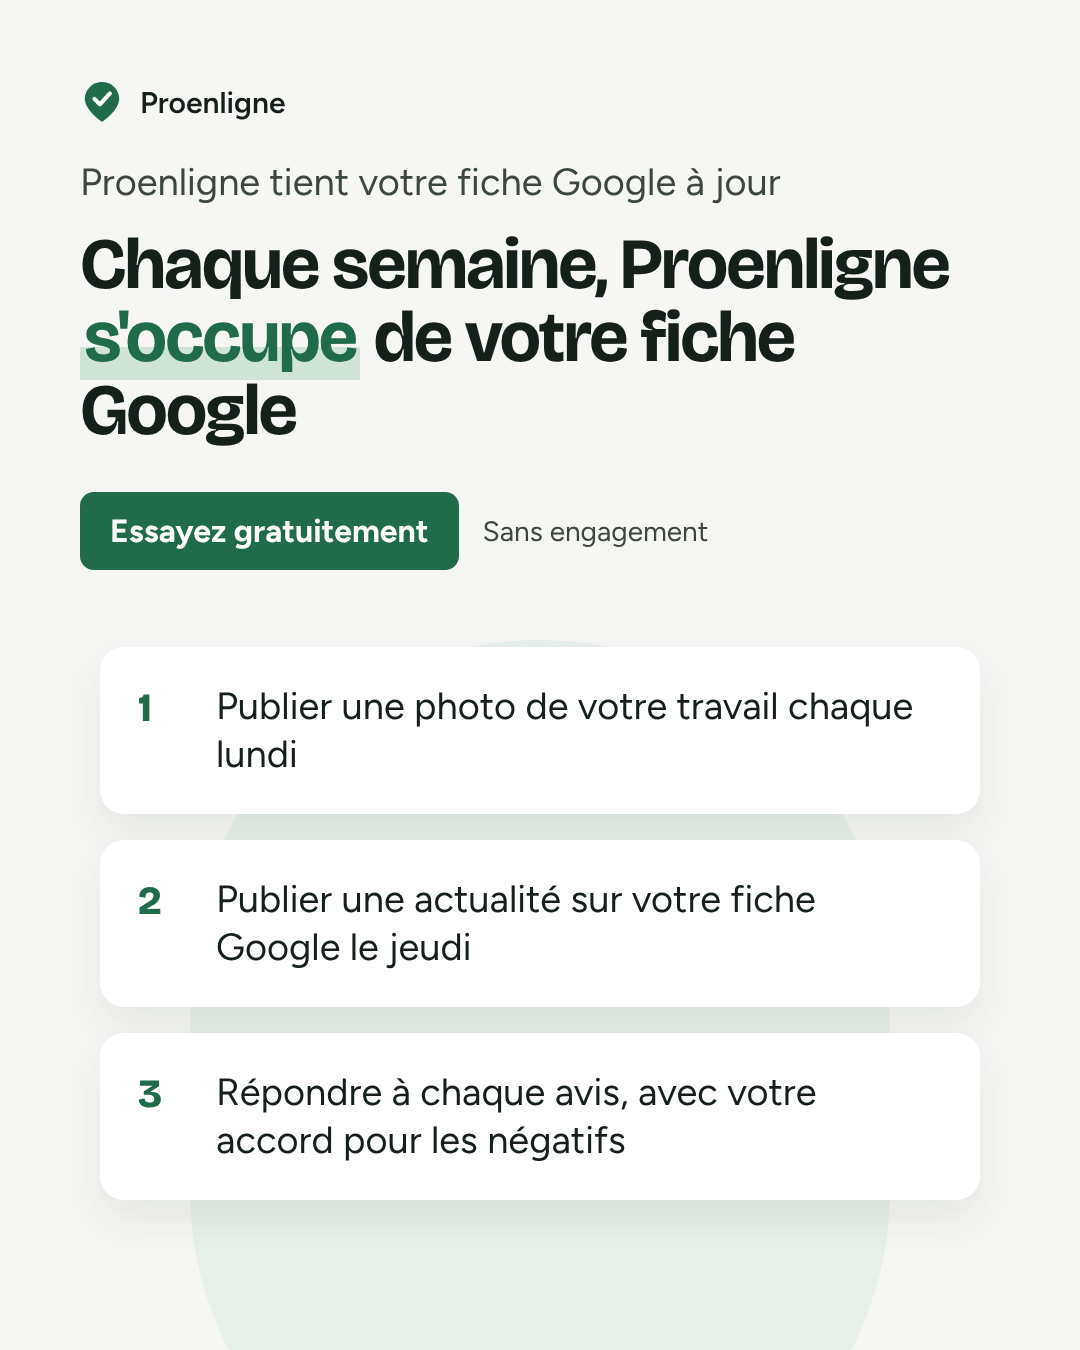 Proenligne
Proenligne tient votre fiche Google à jour
Chaque semaine, Proenligne
s'occupe de votre fiche
Google
Essayez gratuitement
Sans engagement
1
Publier une photo de votre travail chaque
lundi
2
Publier une actualité sur votre fiche
Google le jeudi
3
Répondre à chaque avis, avec votre
accord pour les négatifs